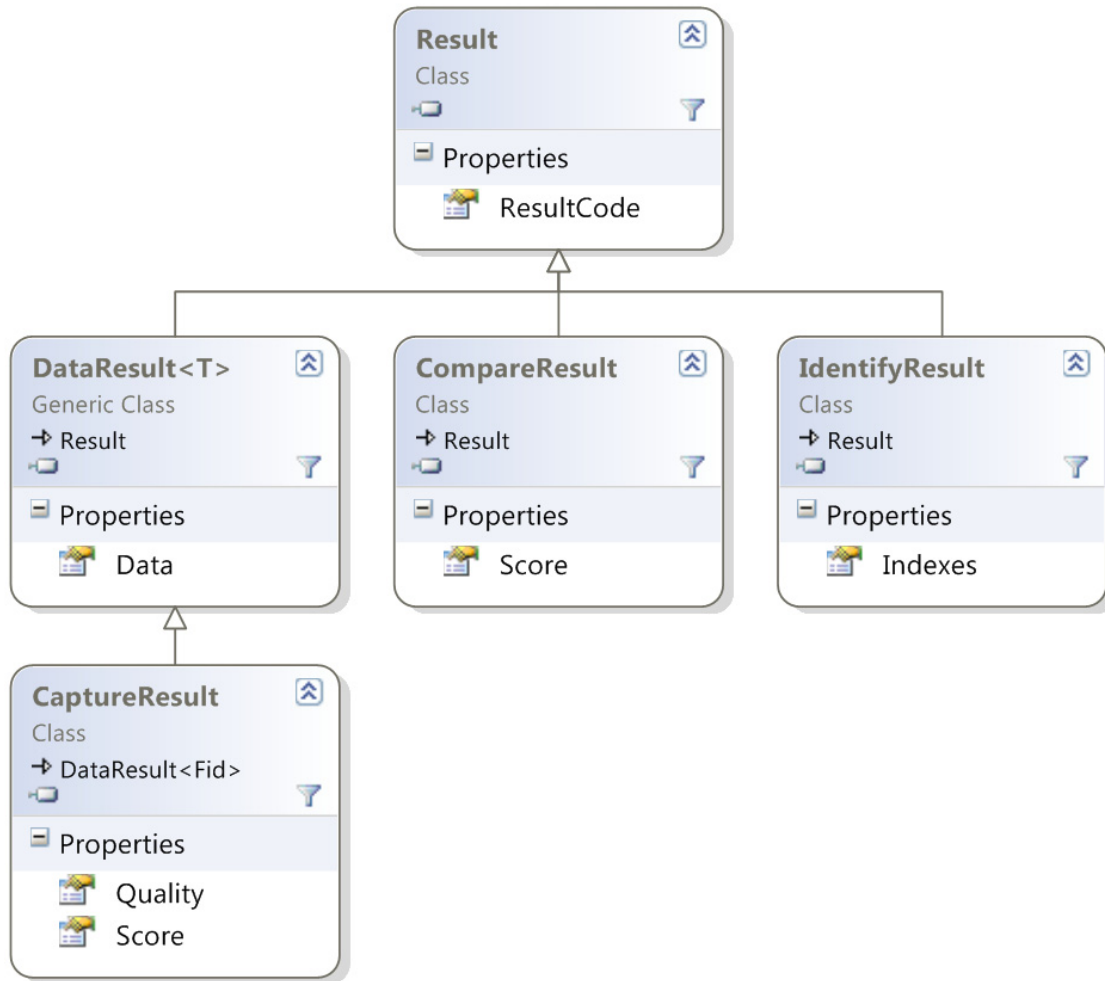 Result
Class
Properties
ResultCode
DataResult<T>
Generic Class
Result
Properties
Data
CompareResult
Class
Result
Properties
Score
IdentifyResult
Class
Result
Properties
Indexes
CaptureResult
Class
DataResult<Fid>
Properties
Quality
Score